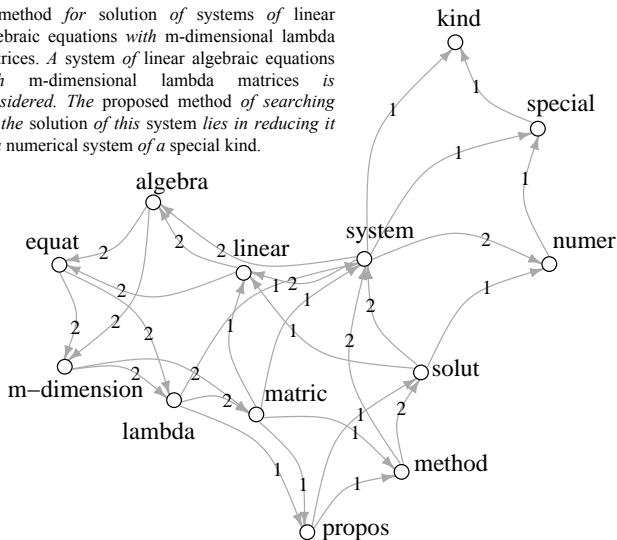 method for solution of systems of linear
gebraic equations with m-dimensional lambda
trices. A system of linear algebraic equations
h m-dimensional lambda matrices is
sidered. The proposed method of searching
the solution of this system lies in reducing it
numerical system of a special kind.
kind
1
1
special
1
1
algebra
system
equat
2
2
2
linear
2
numer
2
1
2
1
2
2
2
1
1
2
2
2
2
solut
m-dimension
matric
2
1
2
lambda
1
method
1
1
1
propos